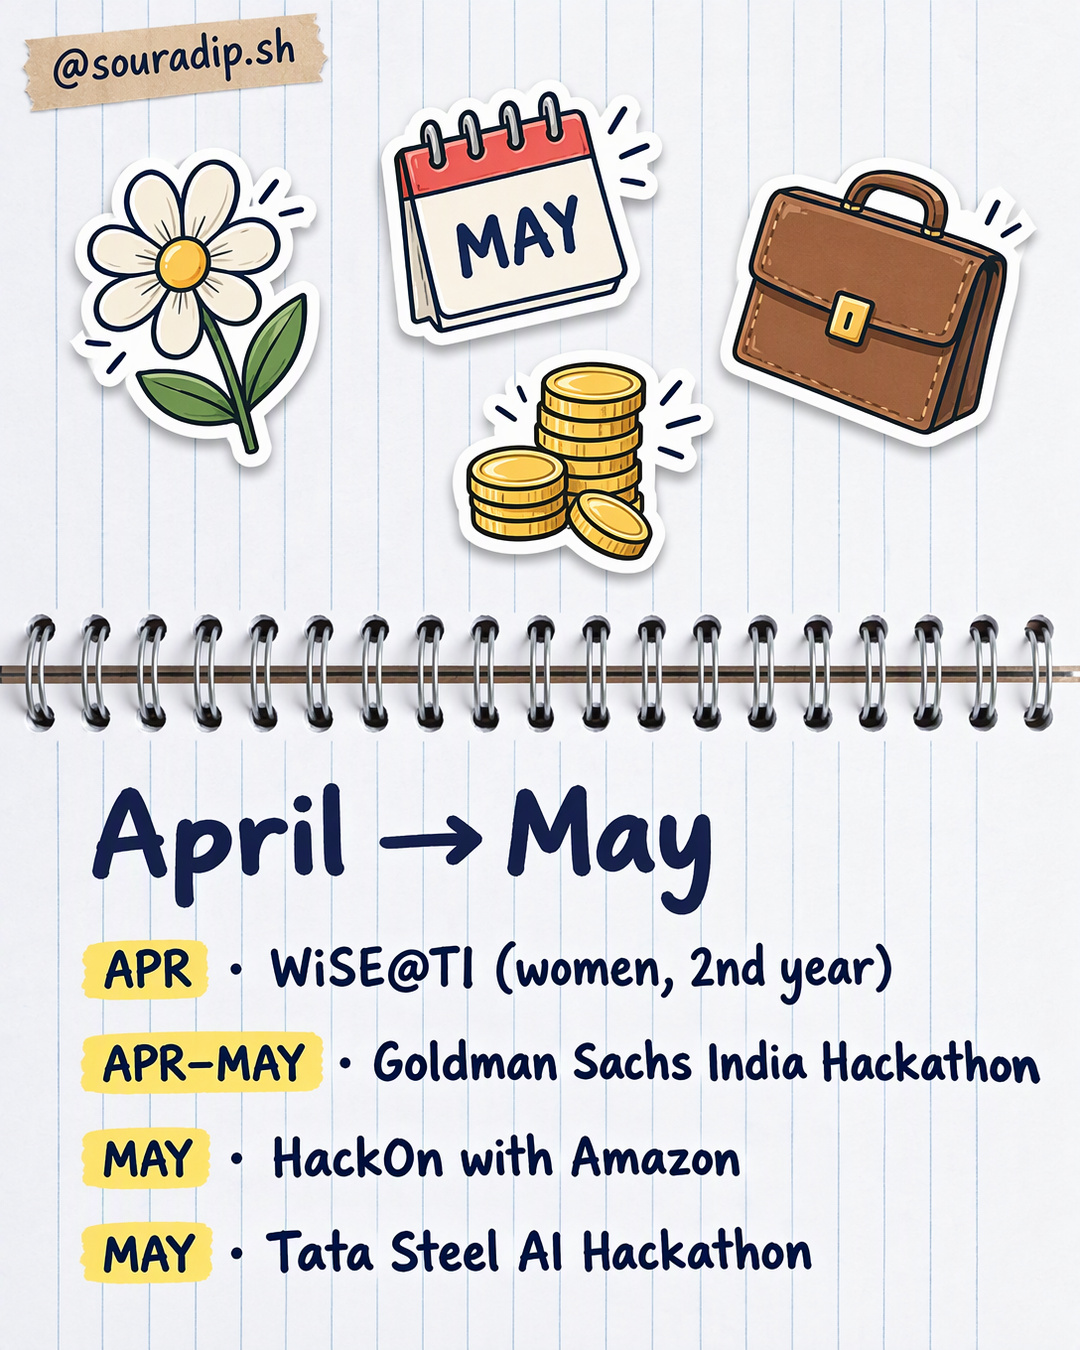 @souradip.sh
MAY
April → May
APR • WiSE@TI (women, 2nd year)
APR–MAY • Goldman Sachs India Hackathon
MAY • HackOn with Amazon
MAY • Tata Steel AI Hackathon